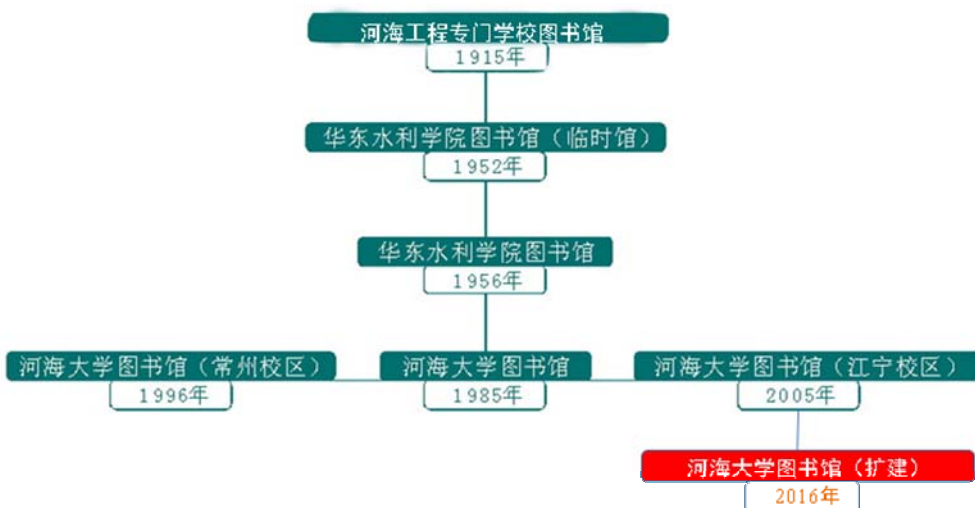 河海工程专门学校图书馆
1915年
华东水利学院图书馆（临时馆）
1952年
华东水利学院图书馆
1956年
河海大学图书馆（常州校区）
1996年
河海大学图书馆
1985年
河海大学图书馆（江宁校区）
2005年
河海大学图书馆（扩建）
2016年